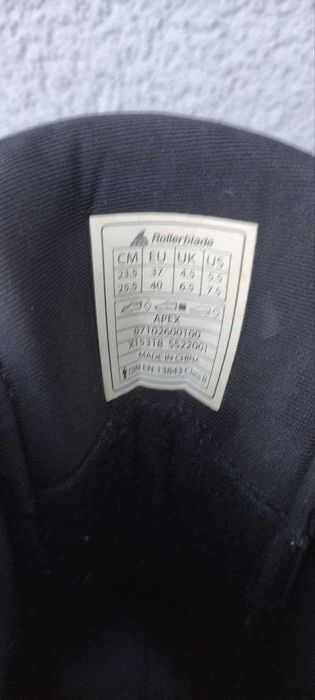 Rollerblade
CM EU UK US
23.5 37 4.5 5.5
25.5 40 6.5 7.5
APEX
07102600100
X15318 5522001
MADE IN CHINA
DIN EN 13843 Class B